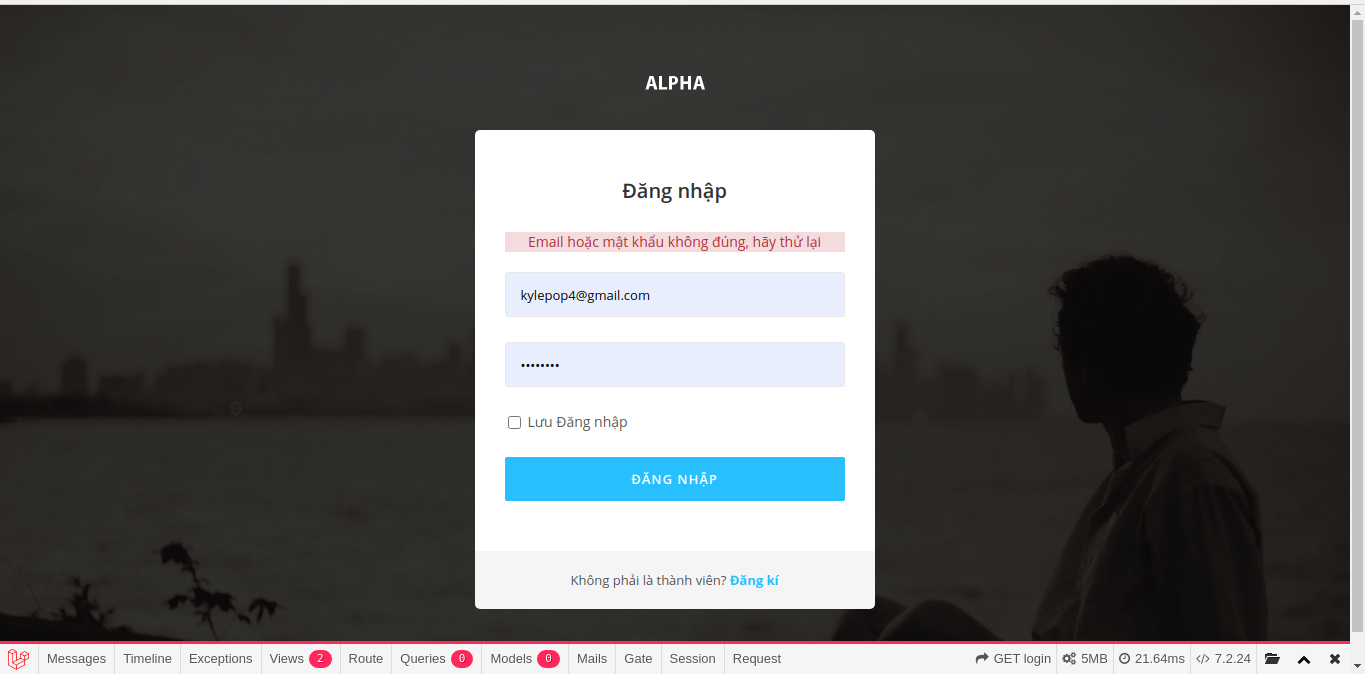 ALPHA
Đăng nhập
Email hoặc mật khẩu không đúng, hãy thử lại
kylepop4@gmail.com
••••••••
Lưu Đăng nhập
ĐĂNG NHẬP
Không phải là thành viên? Đăng kí
Messages Timeline Exceptions Views 2 Route Queries 0 Models 0 Mails Gate Session Request GET login 5MB 21.64ms 7.2.24